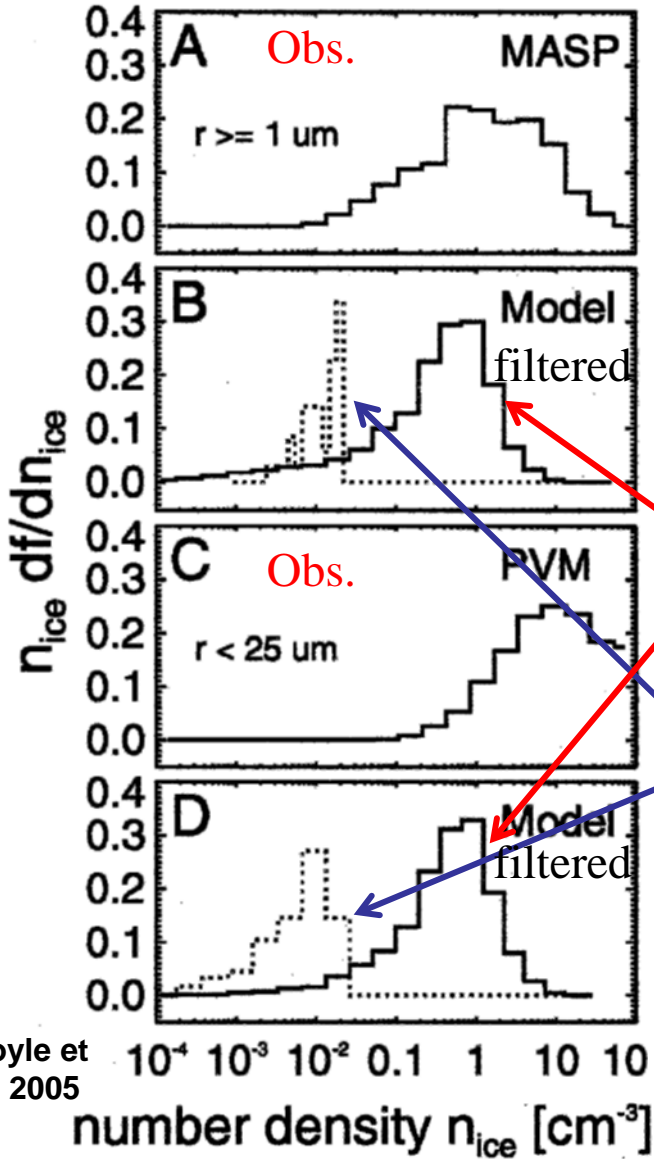 0.4
A Obs. MASP
0.3
r >= 1 um
0.2
0.1
0.0
0.4
B Model
0.3
filtered
0.2
0.1
0.0
n_ice df/dn_ice
0.4
C Obs. PVM
0.3
0.2
r < 25 um
0.1
0.0
0.4
D Model
0.3
filtered
0.2
0.1
0.0
oyle et
2005
10⁻⁴ 10⁻³ 10⁻² 0.1 1 10 10
number density n_ice [cm⁻³]